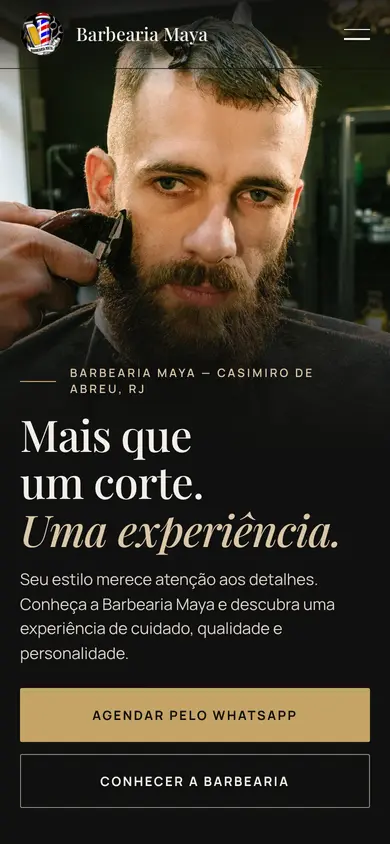 Barbearia Maya
BARBEARIA MAYA — CASIMIRO DE
ABREU, RJ
Mais que
um corte.
Uma experiência.
Seu estilo merece atenção aos detalhes.
Conheça a Barbearia Maya e descubra uma
experiência de cuidado, qualidade e
personalidade.
AGENDAR PELO WHATSAPP
CONHECER A BARBEARIA